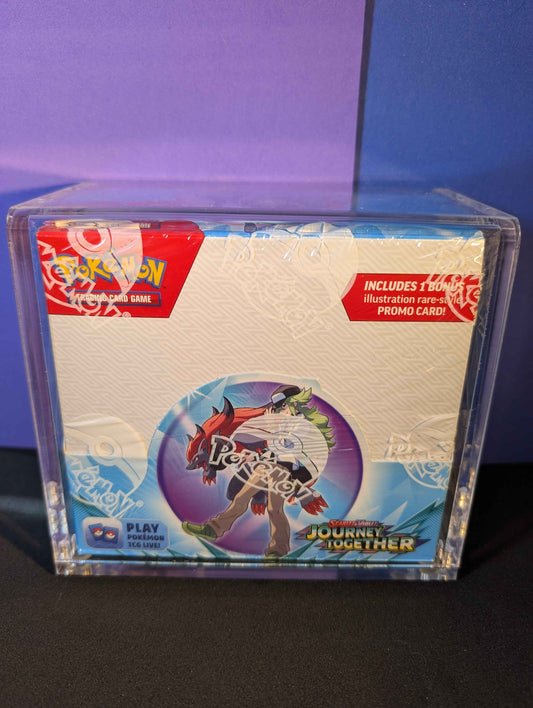 POKÉMON
TRADING CARD GAME
INCLUDES 1 BONUS
illustration rare-style
PROMO CARD!
POKÉMON
PLAY
POKÉMON
TCG LIVE!
SCARLET & VIOLET
JOURNEY
TOGETHER